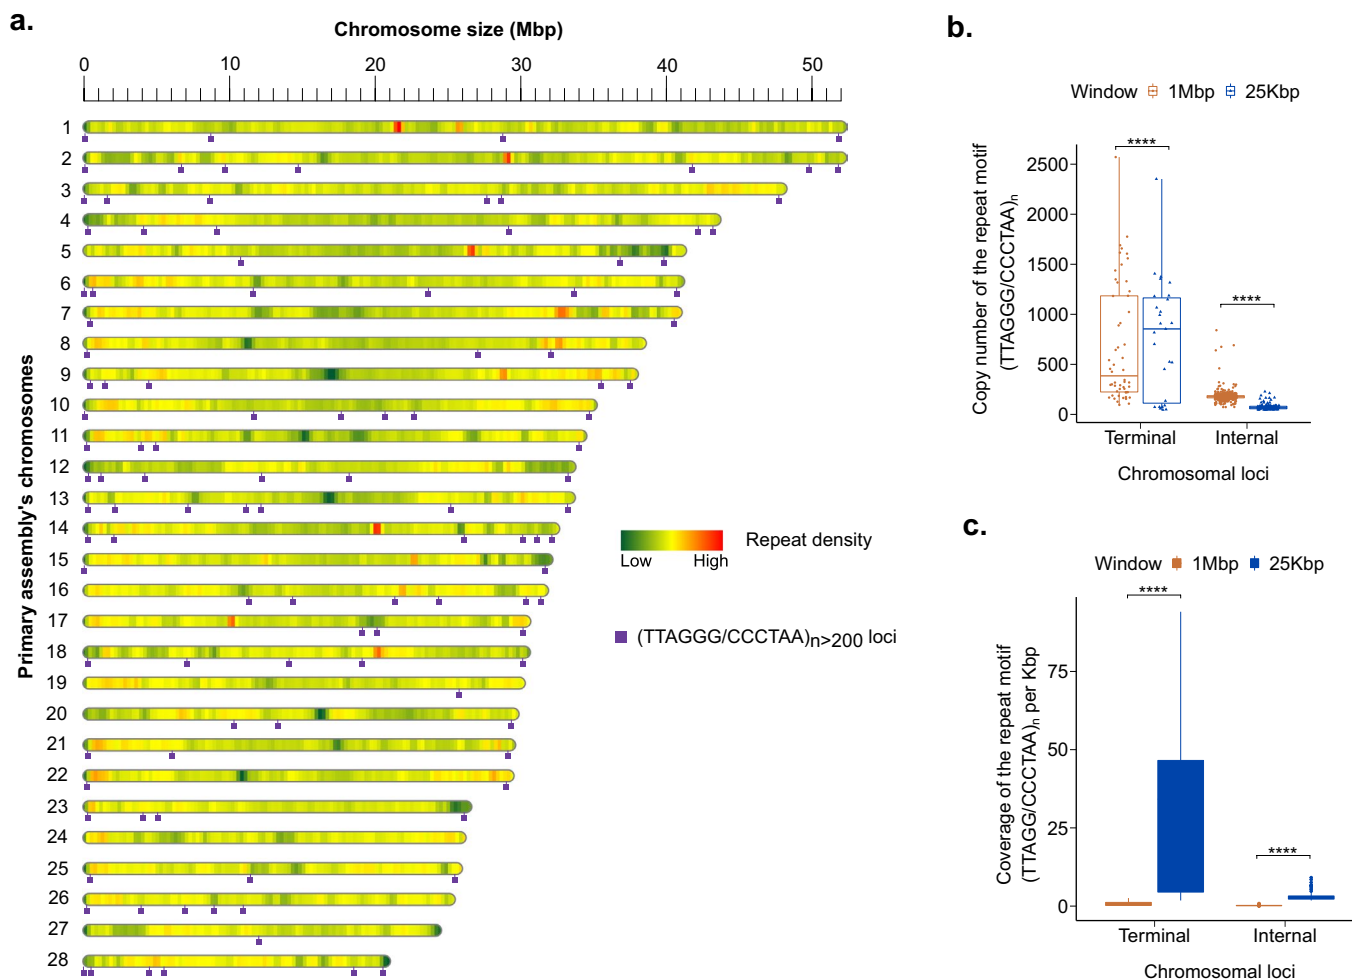 a.
Chromosome size (Mbp)
0 10 20 30 40 50
Primary assembly's chromosomes
1
2
3
4
5
6
7
8
9
10
11
12
13
14
15
16
17
18
19
20
21
22
23
24
25
26
27
28
Repeat density
Low High
(TTAGGG/CCCTAA)n>200 loci
b.
Window 1Mbp 25Kbp
Copy number of the repeat motif
(TTAGGG/CCCTAA)n
2500
2000
1500
1000
500
0
****
****
Terminal Internal
Chromosomal loci
c.
Window 1Mbp 25Kbp
Coverage of the repeat motif
(TTAGG/CCCTAA)n per Kbp
75
50
25
0
****
****
Terminal Internal
Chromosomal loci